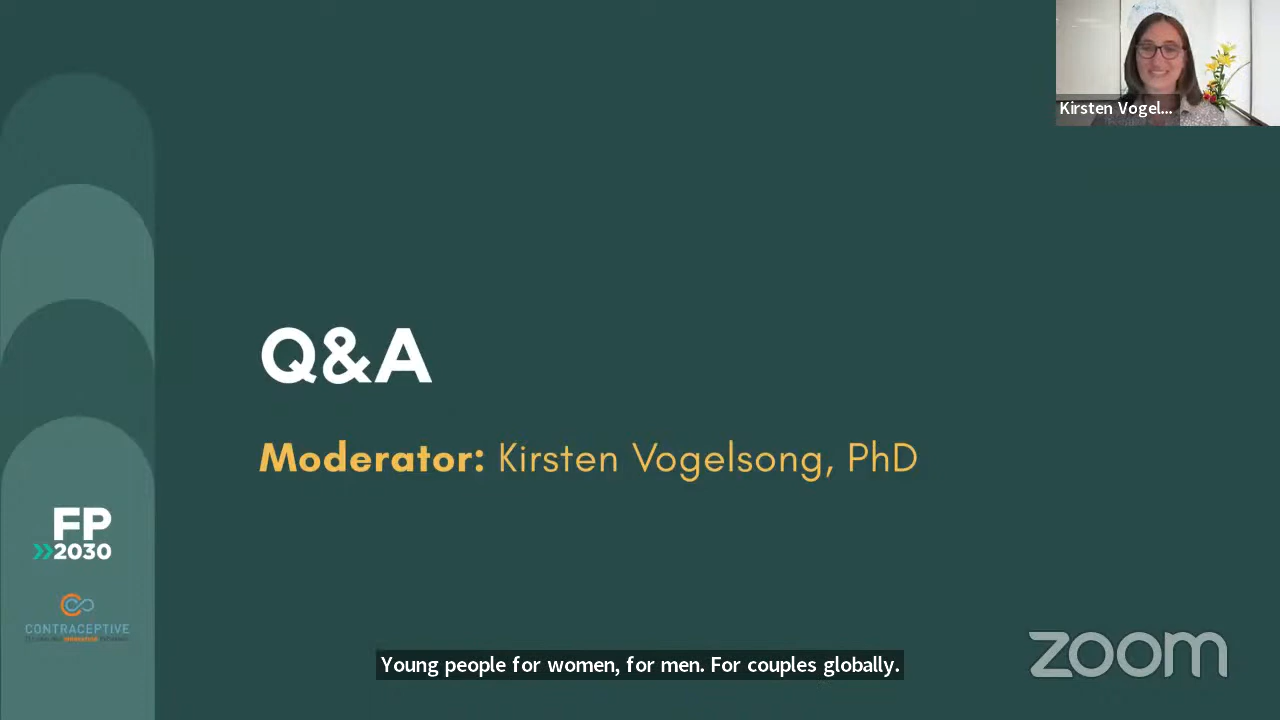 Kirsten Vogel...
Q&A
Moderator: Kirsten Vogelsong, PhD
FP
2030
CONTRACEPTIVE
INNOVATION
Young people for women, for men. For couples globally.
zoom